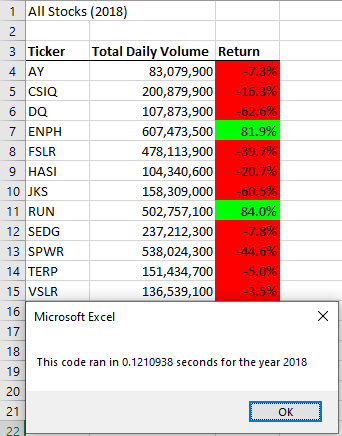 1 All Stocks (2018)
2
3 Ticker Total Daily Volume Return
4 AY 83,079,900 -7.3%
5 CSIQ 200,879,900 -16.3%
6 DQ 107,873,900 -62.6%
7 ENPH 607,473,500 81.9%
8 FSLR 478,113,900 -39.7%
9 HASI 104,340,600 -20.7%
10 JKS 158,309,000 -60.5%
11 RUN 502,757,100 84.0%
12 SEDG 237,212,300 -7.8%
13 SPWR 538,024,300 -44.6%
14 TERP 151,434,700 -5.0%
15 VSLR 136,539,100 -3.5%
16 Microsoft Excel
17
18 This code ran in 0.1210938 seconds for the year 2018
19
20
21 OK
22